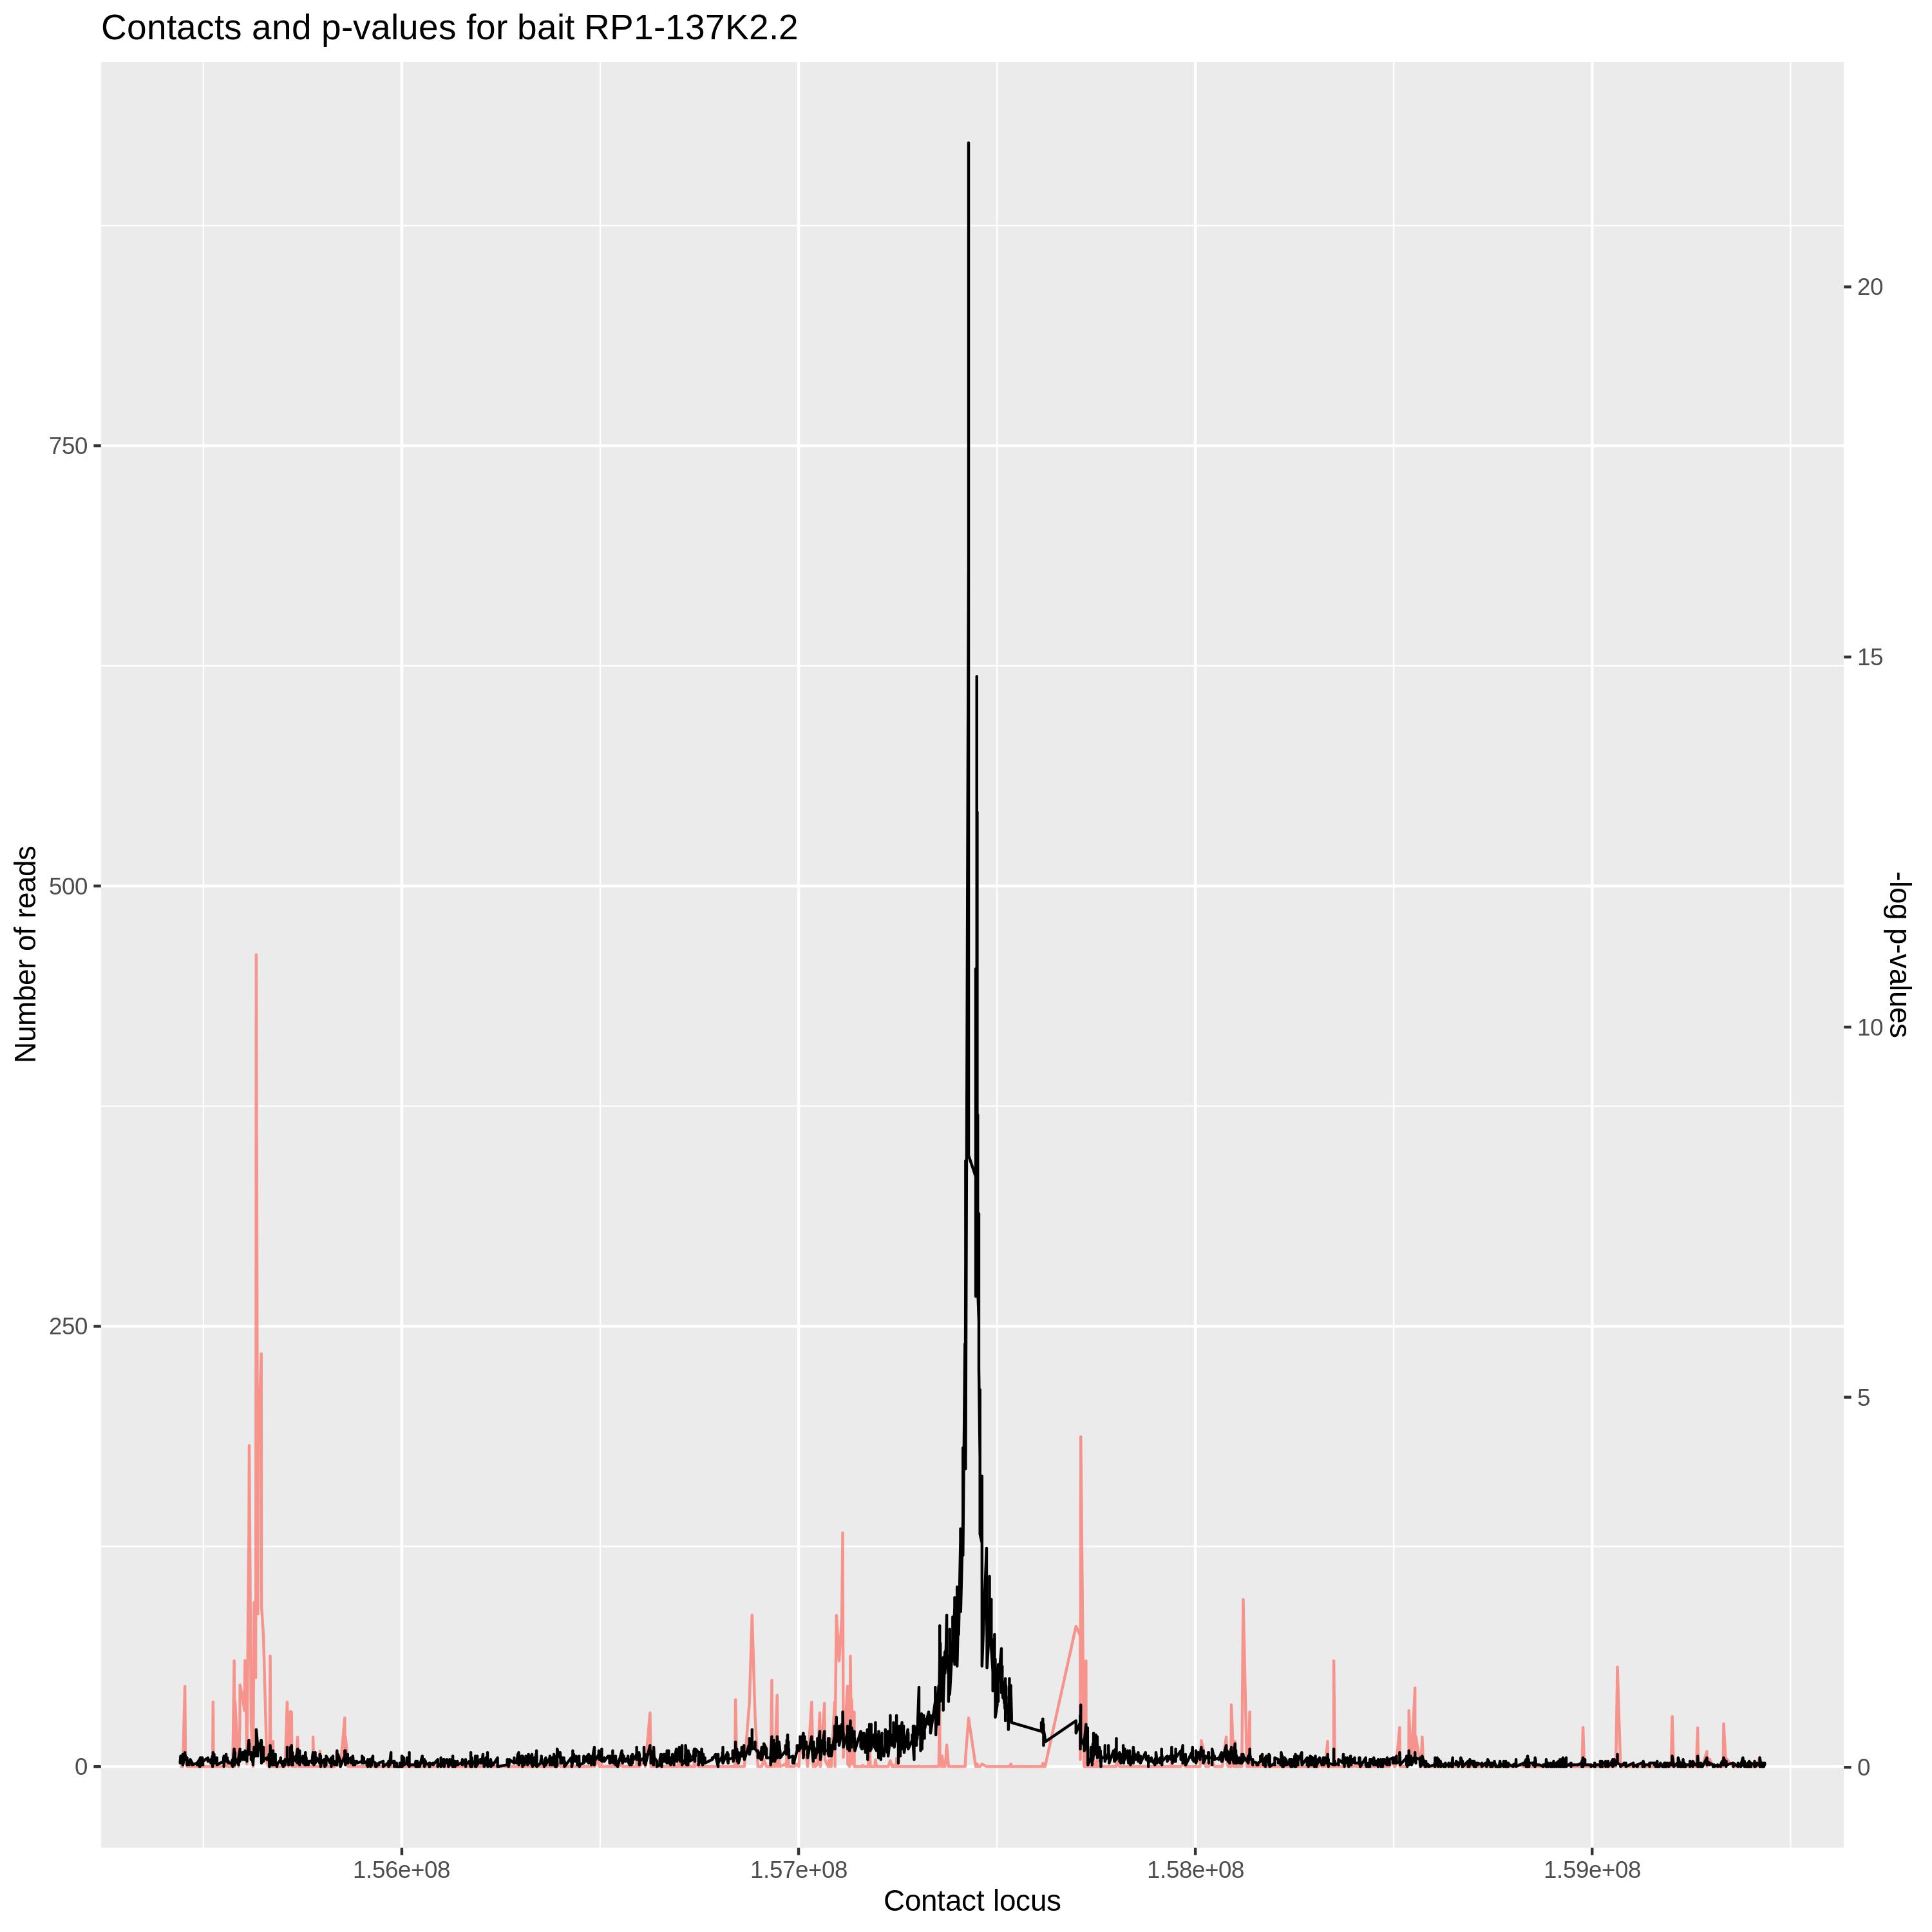 Contacts and p-values for bait RP1-137K2.2
750
500
250
0
Number of reads
20
15
10
5
0
-log p-values
1.56e+08
1.57e+08
1.58e+08
1.59e+08
Contact locus